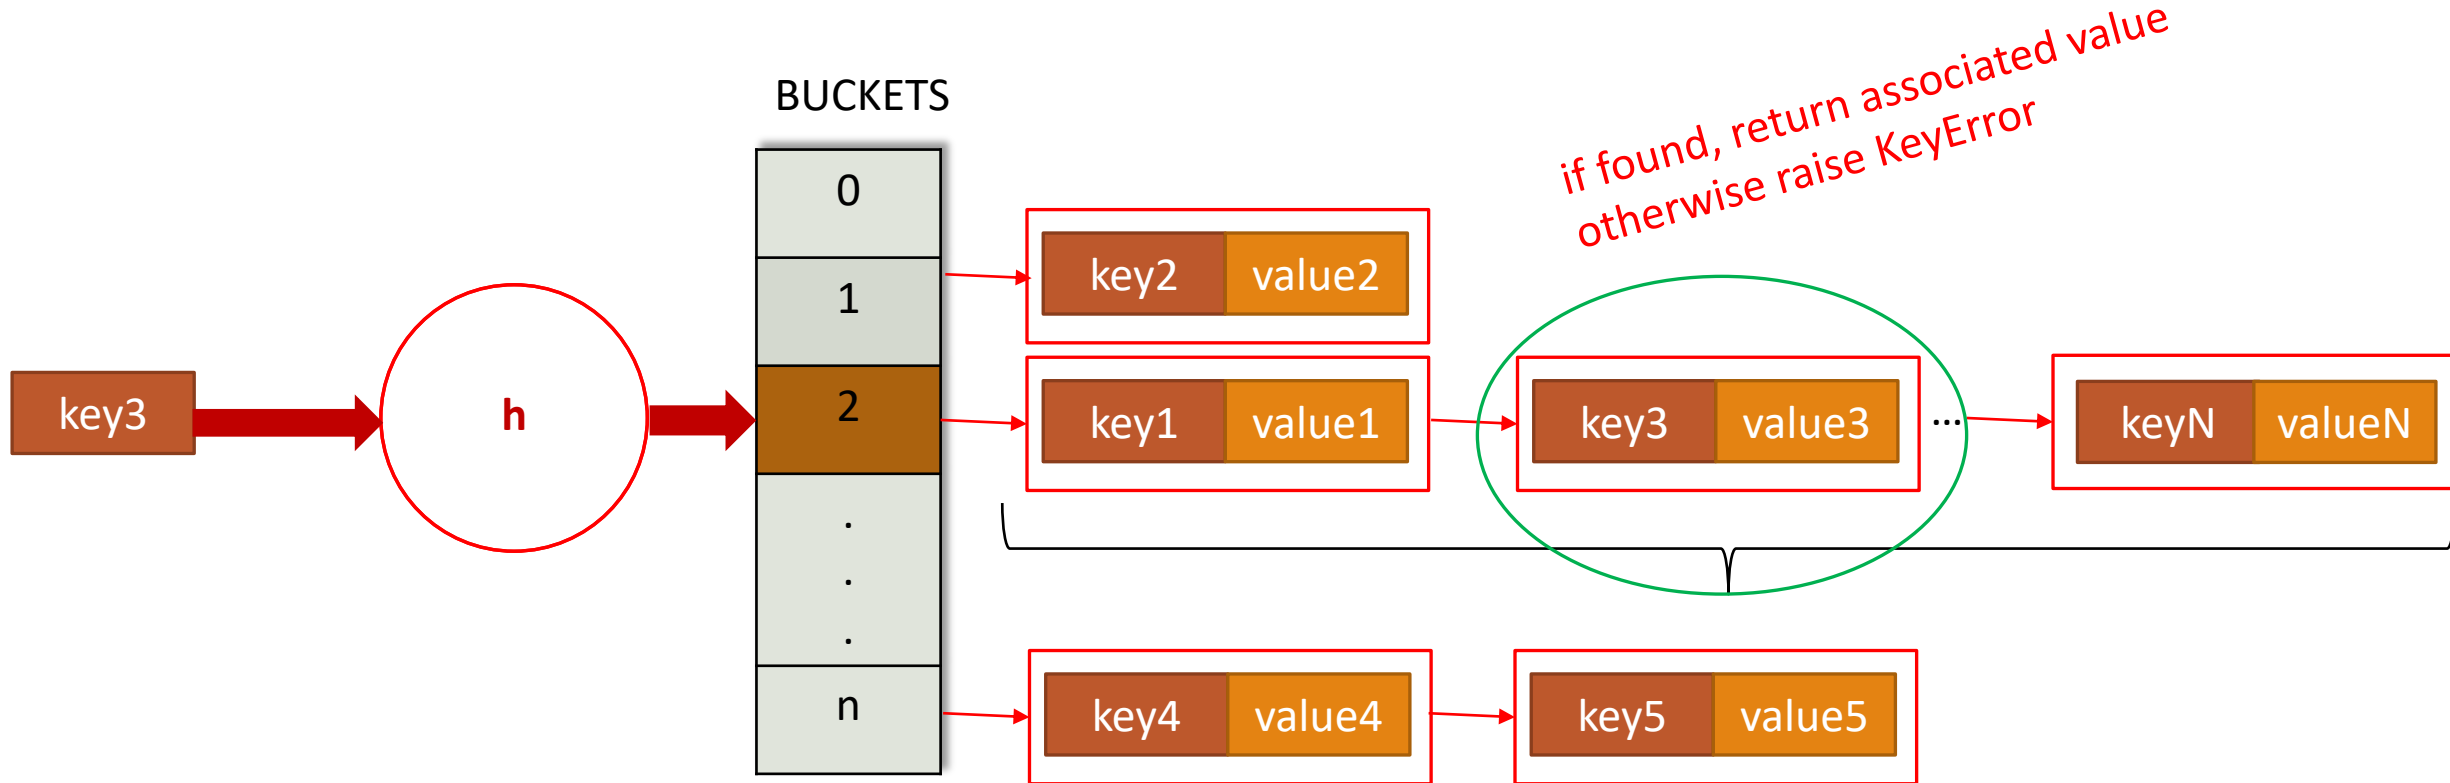 if found, return associated value
otherwise raise KeyError
BUCKETS
0
key2 value2
1
key3
h
2
key1 value1
key3 value3
...
keyN valueN
.
.
.
n
key4 value4
key5 value5